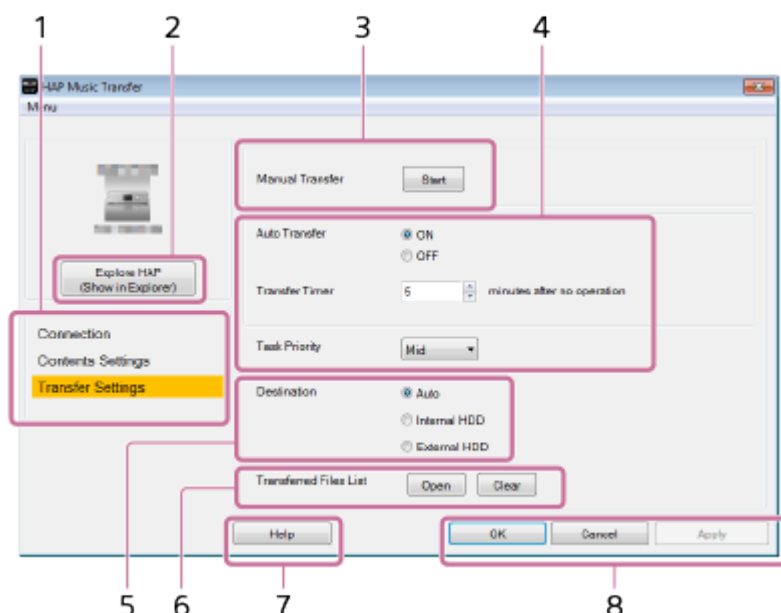 1 2 3 4
HAP Music Transfer
Menu
Manual Transfer Start
Auto Transfer ON
OFF
Explore HAP
(Show in Explorer)
Transfer Timer 5 minutes after no operation
Connection
Task Priority Mid
Contents Settings
Transfer Settings
Destination Auto
Internal HDD
External HDD
Transferred Files List Open Clear
Help OK Cancel Apply
5 6 7 8